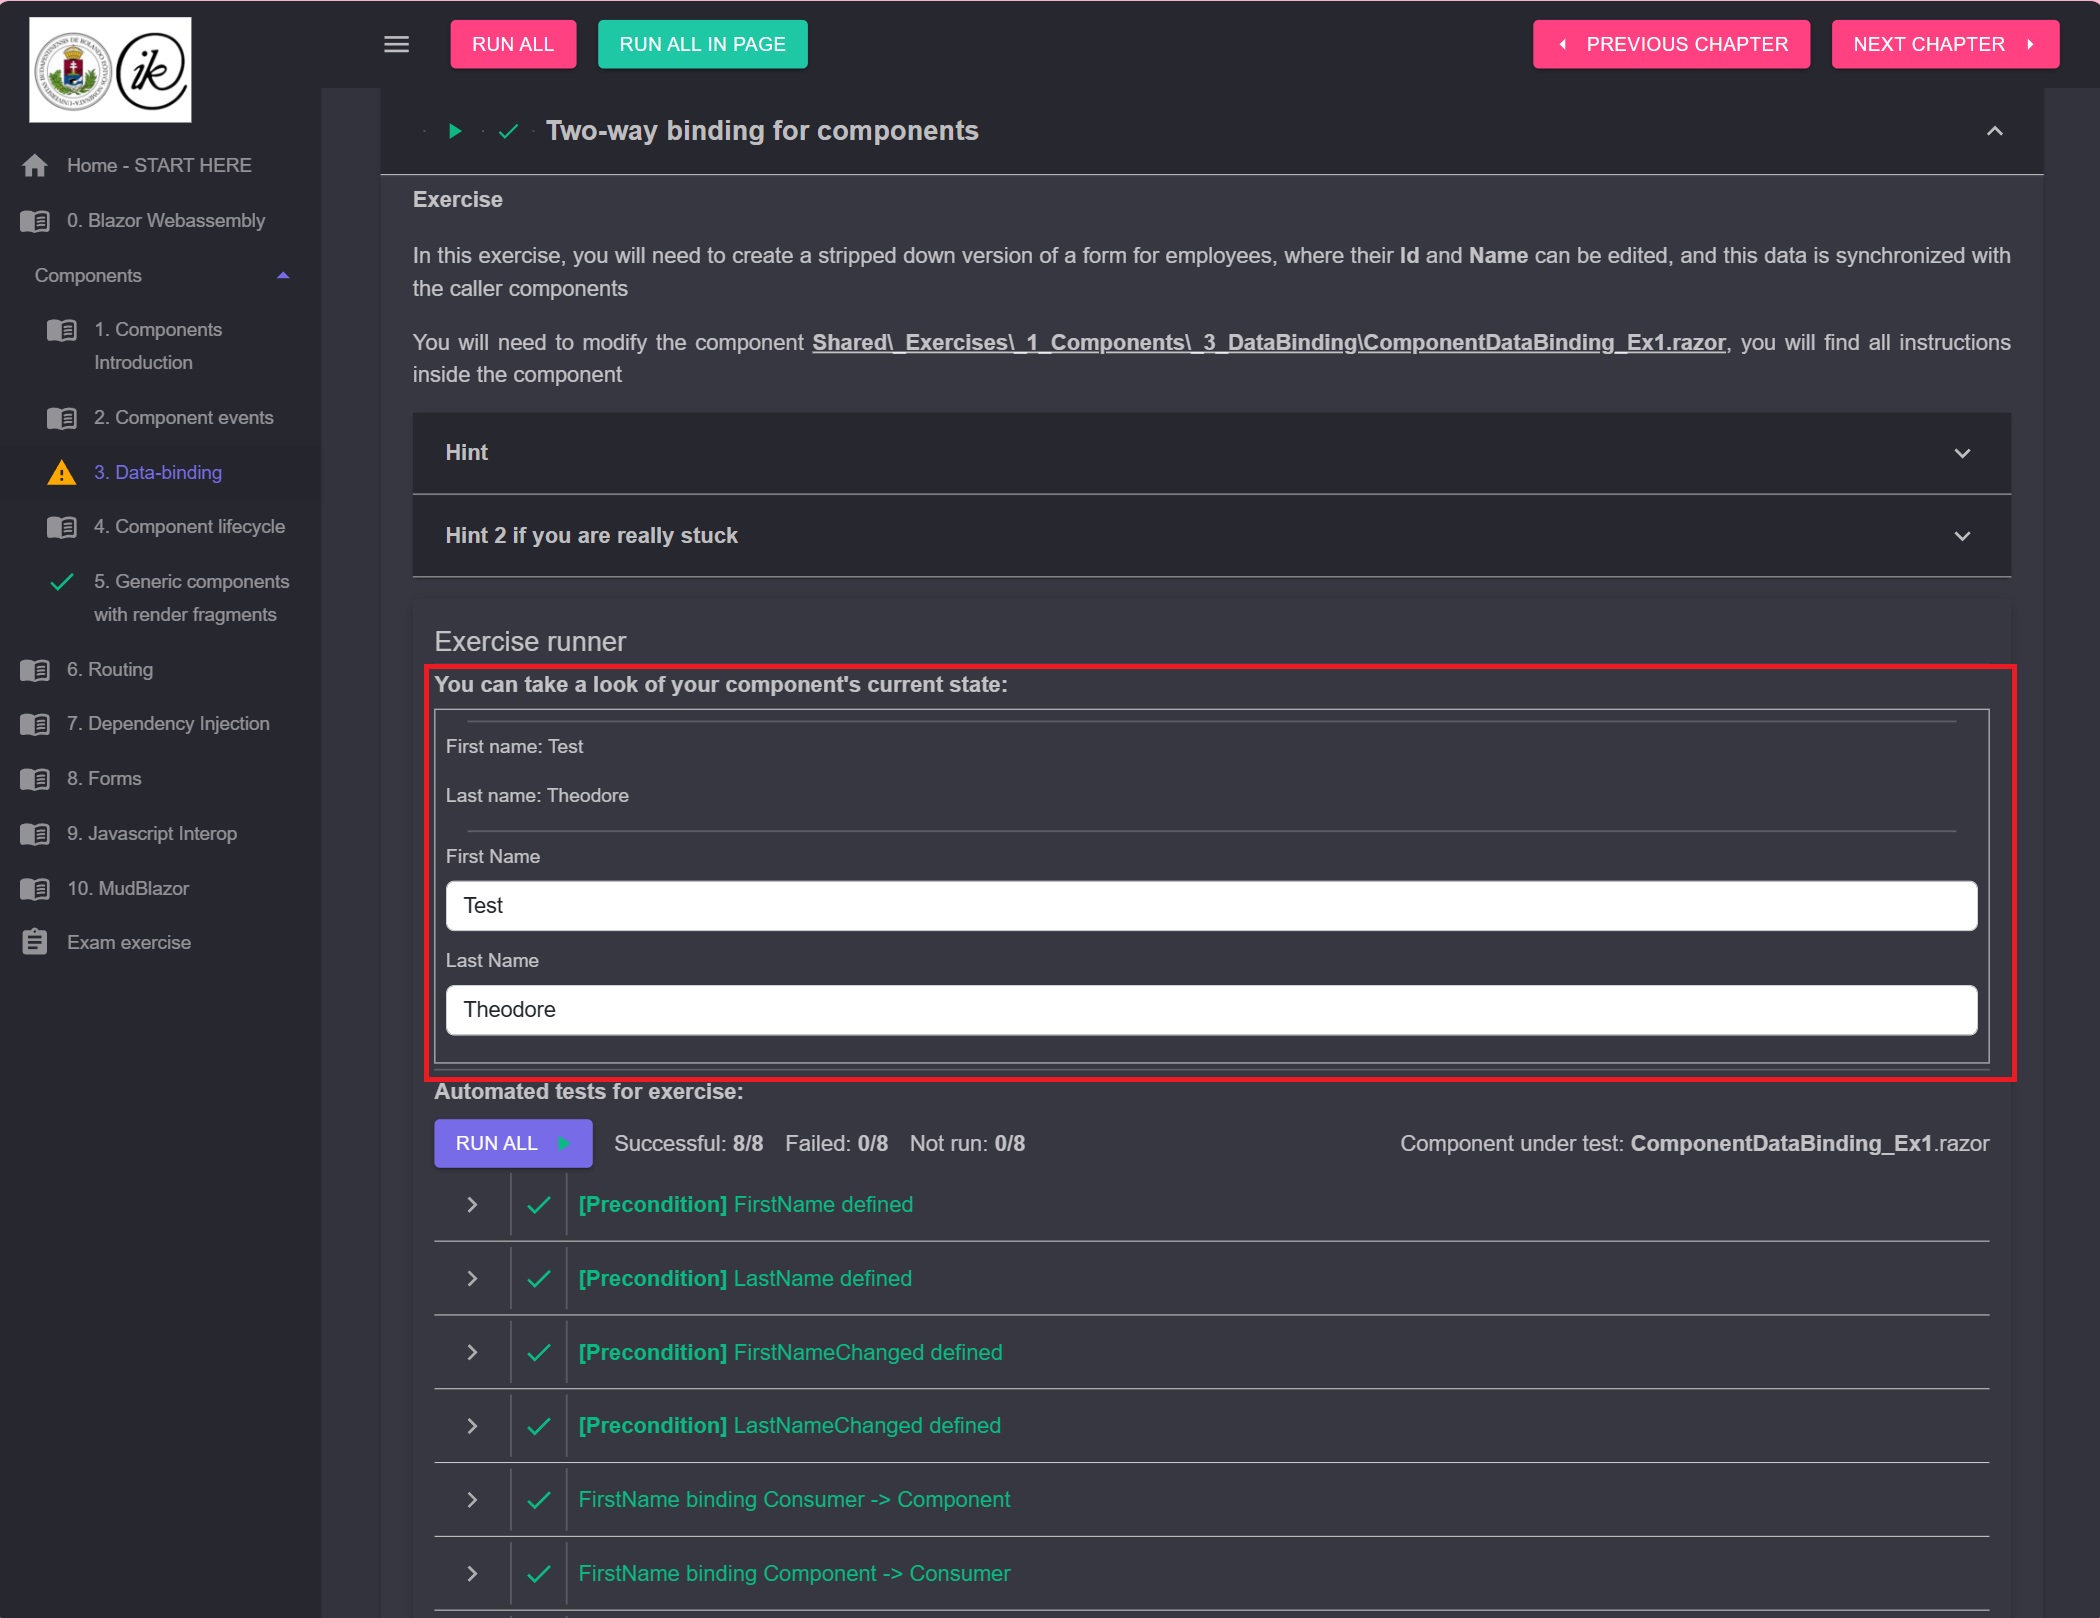 RUN ALL
RUN ALL IN PAGE
PREVIOUS CHAPTER
NEXT CHAPTER
ik
Home - START HERE
0. Blazor Webassembly
Components
1. Components
Introduction
2. Component events
3. Data-binding
4. Component lifecycle
5. Generic components
with render fragments
6. Routing
7. Dependency Injection
8. Forms
9. Javascript Interop
10. MudBlazor
Exam exercise
Two-way binding for components
Exercise
In this exercise, you will need to create a stripped down version of a form for employees, where their Id and Name can be edited, and this data is synchronized with
the caller components
You will need to modify the component Shared\_Exercises\_1_Components\_3_DataBinding\ComponentDataBinding_Ex1.razor, you will find all instructions
inside the component
Hint
Hint 2 if you are really stuck
Exercise runner
You can take a look of your component's current state:
First name: Test
Last name: Theodore
First Name
Test
Last Name
Theodore
Automated tests for exercise:
RUN ALL Successful: 8/8 Failed: 0/8 Not run: 0/8 Component under test: ComponentDataBinding_Ex1.razor
[Precondition] FirstName defined
[Precondition] LastName defined
[Precondition] FirstNameChanged defined
[Precondition] LastNameChanged defined
FirstName binding Consumer -> Component
FirstName binding Component -> Consumer